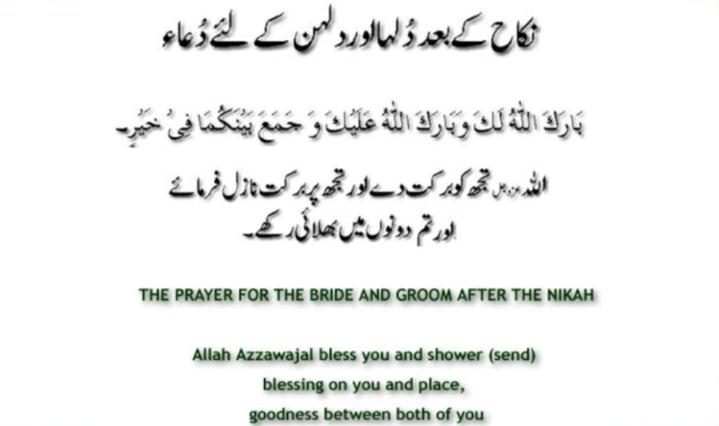 نکاح کے بعد دُلہا اور دلہن کے لئے دُعاء
بَارَكَ اللّٰهُ لَكَ وَبَارَكَ اللّٰهُ عَلَيْكَ وَ جَمَعَ بَيْنَكُمَا فِيْ خَيْرٍ۔
اللہ عزوجل تجھ کو برکت دے اور تجھ پر برکت نازل فرمائے
اور تم دونوں میں بھلائی رکھے۔
THE PRAYER FOR THE BRIDE AND GROOM AFTER THE NIKAH
Allah Azzawajal bless you and shower (send)
blessing on you and place,
goodness between both of you